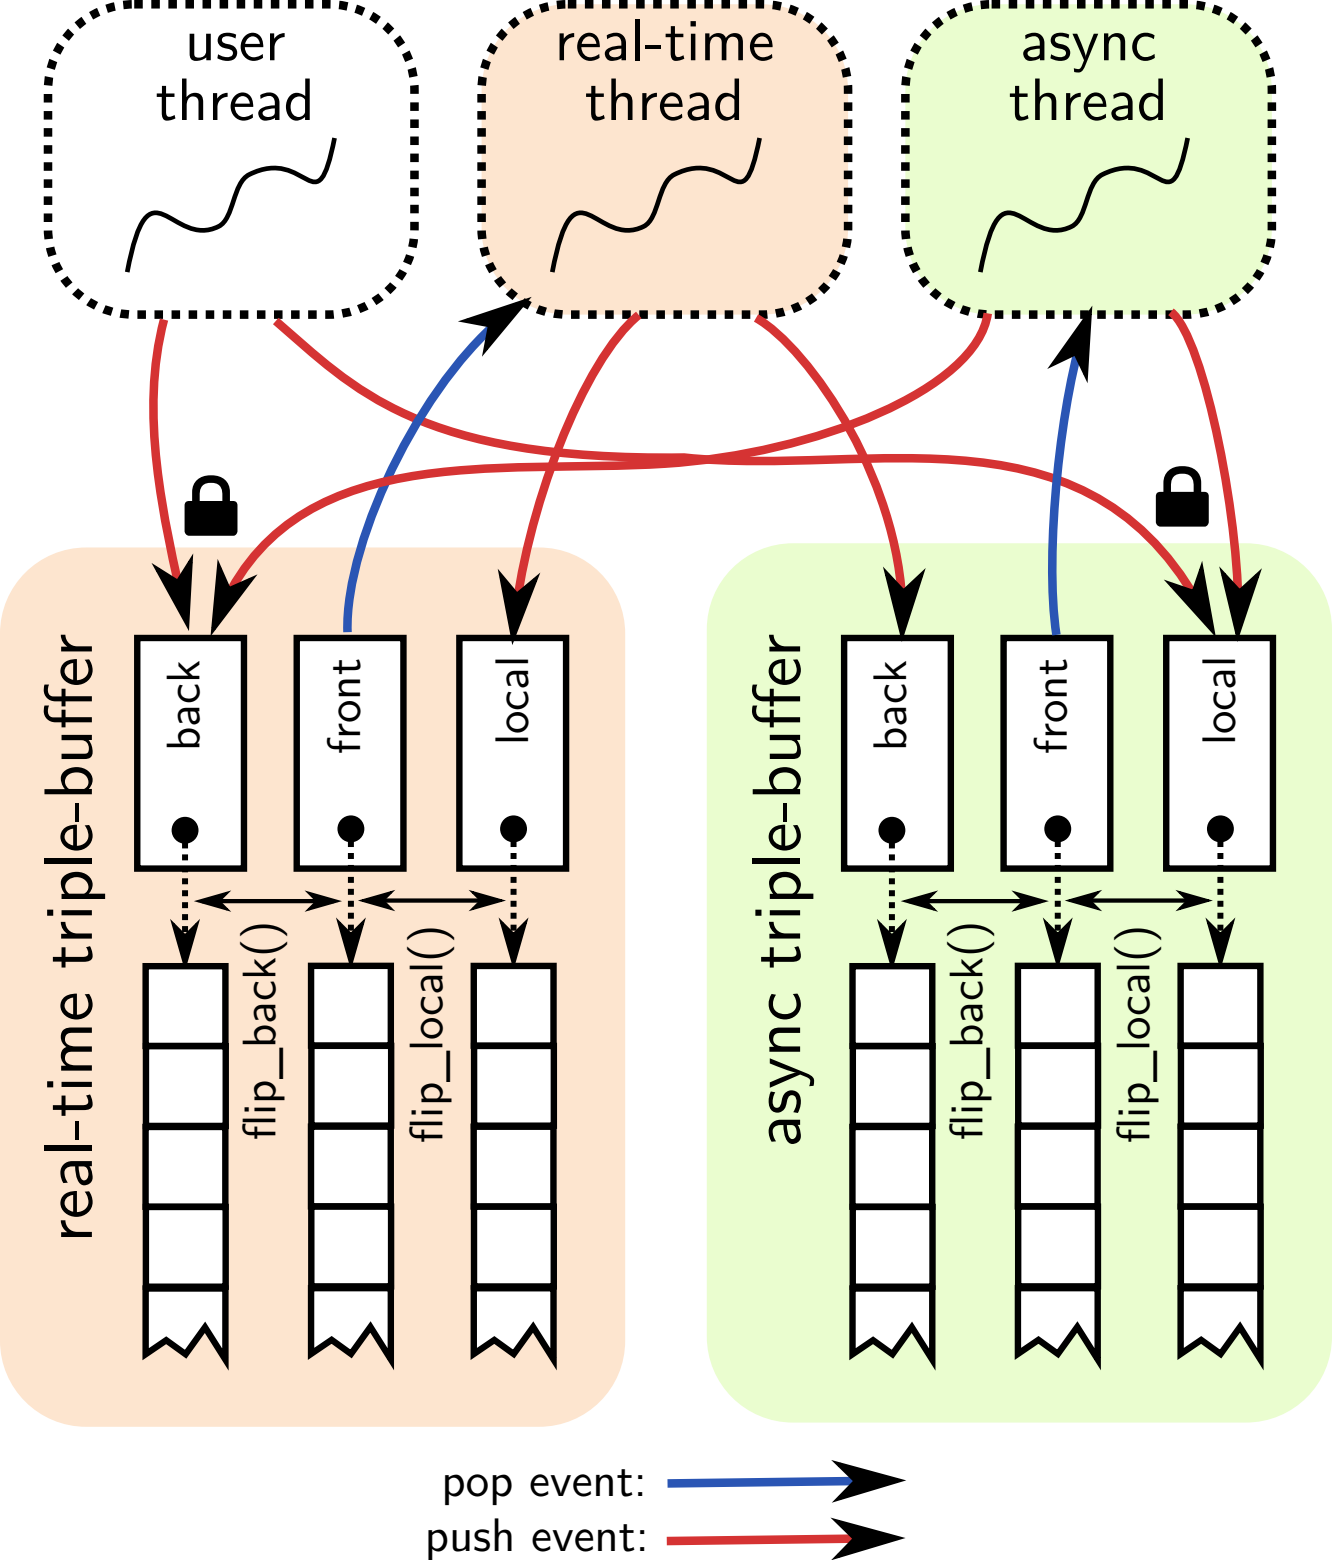 user
thread
real-time
thread
async
thread
real-time triple-buffer
back
front
local
flip_back()
flip_local()
async triple-buffer
back
front
local
flip_back()
flip_local()
pop event:
push event: